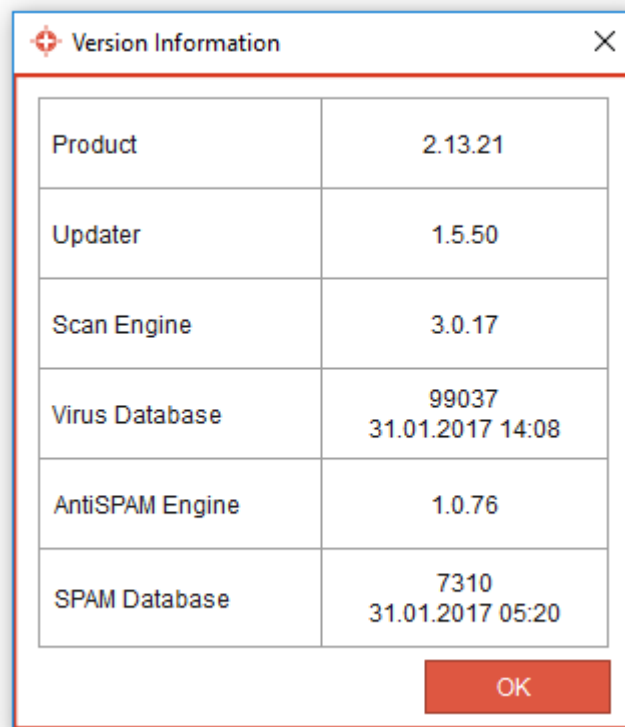 Version Information
Product
2.13.21
Updater
1.5.50
Scan Engine
3.0.17
Virus Database
99037
31.01.2017 14:08
AntiSPAM Engine
1.0.76
SPAM Database
7310
31.01.2017 05:20
OK